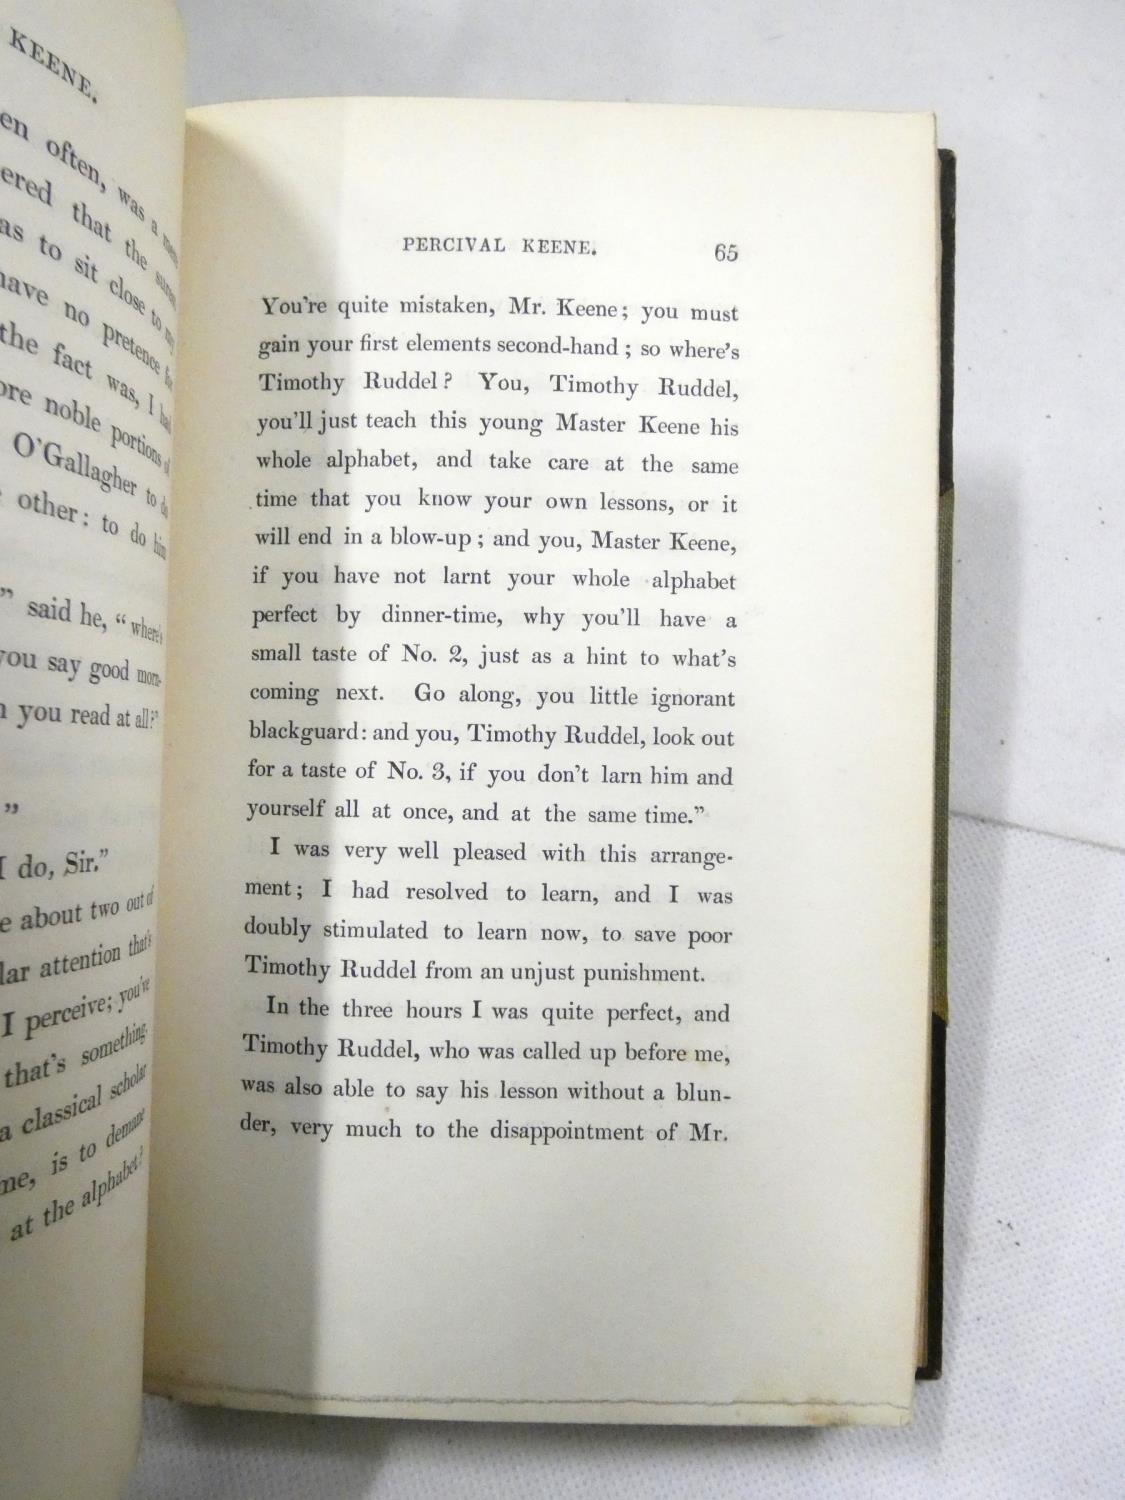 KEENE.
en often, was a
ered that the
as to sit close to my
have no pretence for
the fact was, I had
ore noble portions of
O'Gallagher to do
other: to do him
” said he, “where's
you say good morn-
n you read at all?”
”
I do, Sir.”
e about two out of
lar attention that's
I perceive; you've
that's something.
a classical scholar
me, is to
at the alphabet?
PERCIVAL KEENE. 65
You're quite mistaken, Mr. Keene; you must
gain your first elements second-hand; so where's
Timothy Ruddel? You, Timothy Ruddel,
you'll just teach this young Master Keene his
whole alphabet, and take care at the same
time that you know your own lessons, or it
will end in a blow-up; and you, Master Keene,
if you have not larnt your whole alphabet
perfect by dinner-time, why you'll have a
small taste of No. 2, just as a hint to what's
coming next. Go along, you little ignorant
blackguard: and you, Timothy Ruddel, look out
for a taste of No. 3, if you don't larn him and
yourself all at once, and at the same time.”
I was very well pleased with this arrange-
ment; I had resolved to learn, and I was
doubly stimulated to learn now, to save poor
Timothy Ruddel from an unjust punishment.
In the three hours I was quite perfect, and
Timothy Ruddel, who was called up before me,
was also able to say his lesson without a blun-
der, very much to the disappointment of Mr.